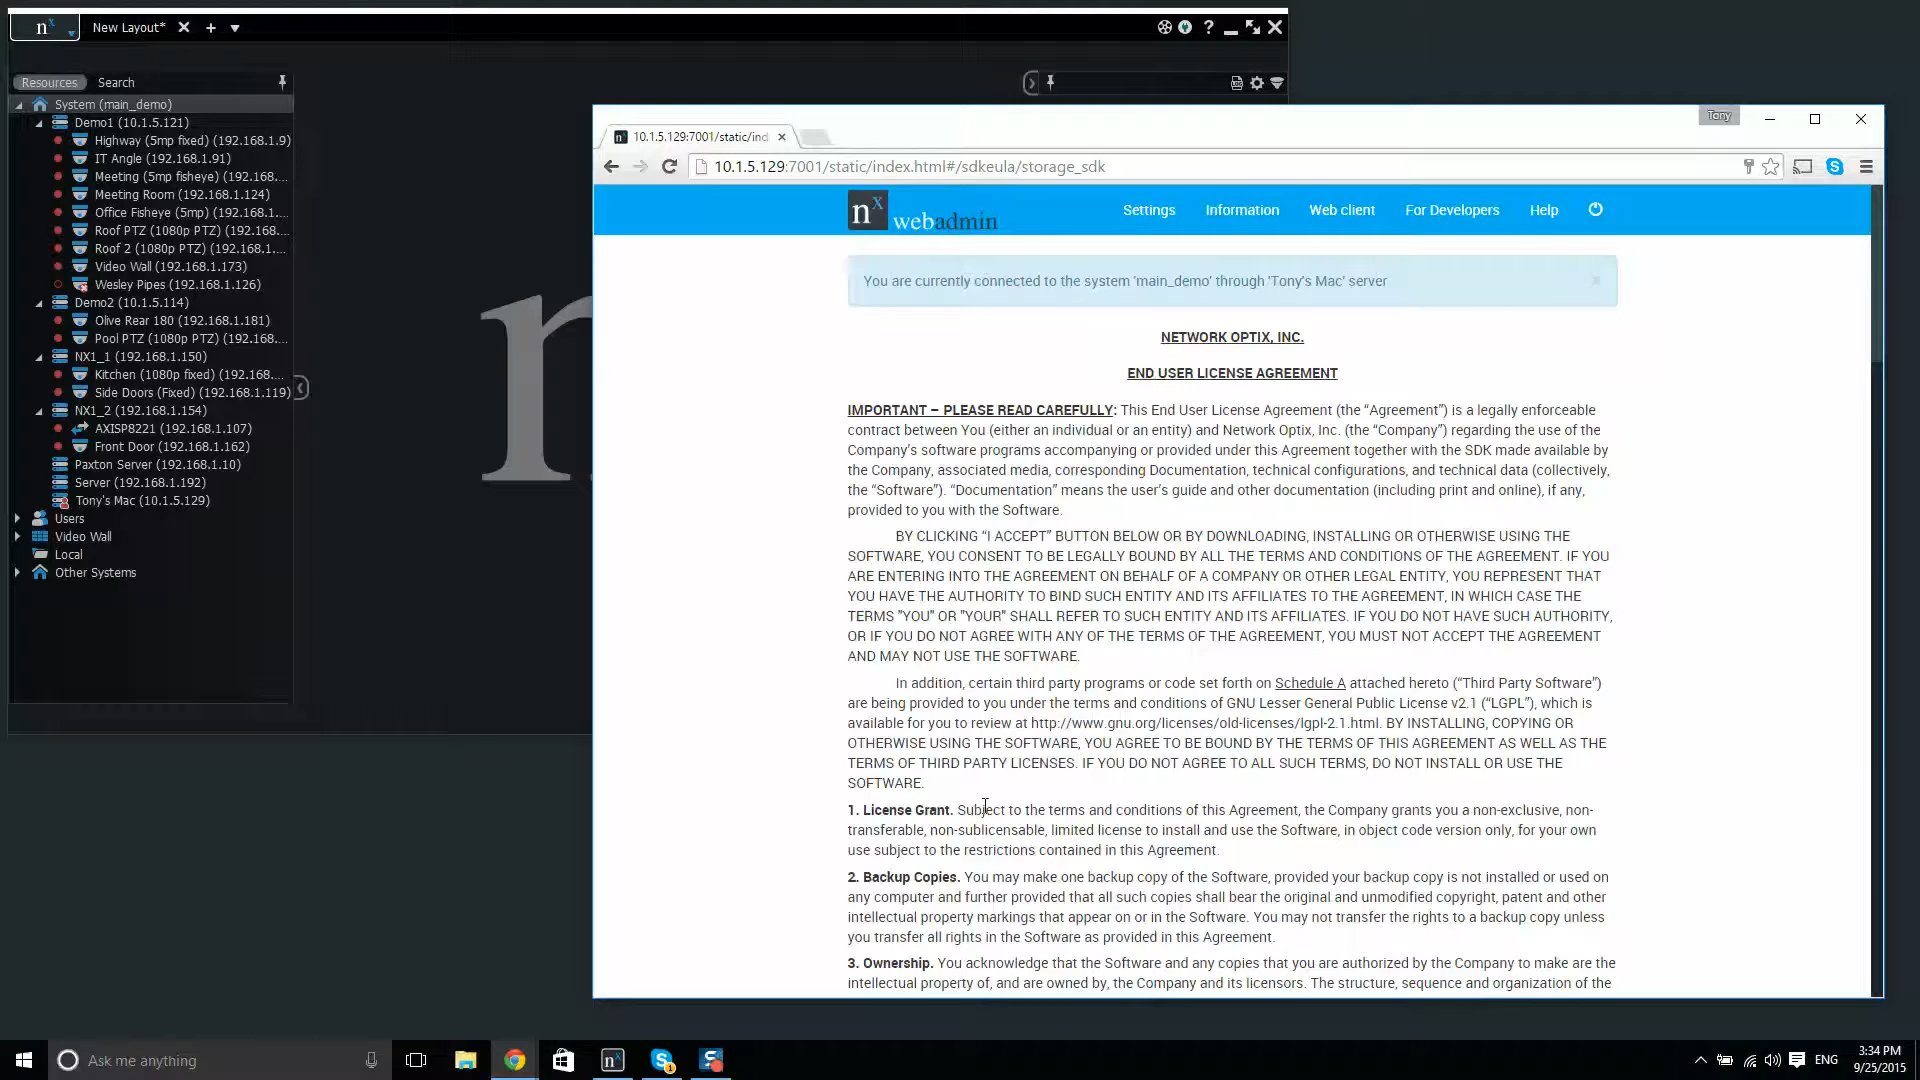 nx
New Layout*
Resources
Search
System (main_demo)
Demo1 (10.1.5.121)
Highway (5mp fixed) (192.168.1.9)
IT Angle (192.168.1.91)
Meeting (5mp fisheye) (192.168....
Meeting Room (192.168.1.124)
Office Fisheye (5mp) (192.168.1....
Roof PTZ (1080p PTZ) (192.168....
Roof 2 (1080p PTZ) (192.168.1....
Video Wall (192.168.1.173)
Wesley Pipes (192.168.1.126)
Demo2 (10.1.5.114)
Olive Rear 180 (192.168.1.181)
Pool PTZ (1080p PTZ) (192.168....
NX1_1 (192.168.1.150)
Kitchen (1080p fixed) (192.168....
Side Doors (Fixed) (192.168.1.119)
NX1_2 (192.168.1.154)
AXISP8221 (192.168.1.107)
Front Door (192.168.1.162)
Paxton Server (192.168.1.10)
Server (192.168.1.192)
Tony's Mac (10.1.5.129)
Users
Video Wall
Local
Other Systems
Tony
10.1.5.129:7001/static/ind
10.1.5.129:7001/static/index.html#/sdkeula/storage_sdk
nx webadmin
Settings
Information
Web client
For Developers
Help
You are currently connected to the system 'main_demo' through 'Tony's Mac' server
NETWORK OPTIX, INC.
END USER LICENSE AGREEMENT
IMPORTANT – PLEASE READ CAREFULLY: This End User License Agreement (the “Agreement”) is a legally enforceable
contract between You (either an individual or an entity) and Network Optix, Inc. (the “Company”) regarding the use of the
Company’s software programs accompanying or provided under this Agreement together with the SDK made available by
the Company, associated media, corresponding Documentation, technical configurations, and technical data (collectively,
the “Software”). “Documentation” means the user’s guide and other documentation (including print and online), if any,
provided to you with the Software.
BY CLICKING “I ACCEPT” BUTTON BELOW OR BY DOWNLOADING, INSTALLING OR OTHERWISE USING THE
SOFTWARE, YOU CONSENT TO BE LEGALLY BOUND BY ALL THE TERMS AND CONDITIONS OF THE AGREEMENT. IF YOU
ARE ENTERING INTO THE AGREEMENT ON BEHALF OF A COMPANY OR OTHER LEGAL ENTITY, YOU REPRESENT THAT
YOU HAVE THE AUTHORITY TO BIND SUCH ENTITY AND ITS AFFILIATES TO THE AGREEMENT, IN WHICH CASE THE
TERMS "YOU" OR "YOUR" SHALL REFER TO SUCH ENTITY AND ITS AFFILIATES. IF YOU DO NOT HAVE SUCH AUTHORITY,
OR IF YOU DO NOT AGREE WITH ANY OF THE TERMS OF THE AGREEMENT, YOU MUST NOT ACCEPT THE AGREEMENT
AND MAY NOT USE THE SOFTWARE.
In addition, certain third party programs or code set forth on Schedule A attached hereto (“Third Party Software”)
are being provided to you under the terms and conditions of GNU Lesser General Public License v2.1 (“LGPL”), which is
available for you to review at http://www.gnu.org/licenses/old-licenses/lgpl-2.1.html. BY INSTALLING, COPYING OR
OTHERWISE USING THE SOFTWARE, YOU AGREE TO BE BOUND BY THE TERMS OF THIS AGREEMENT AS WELL AS THE
TERMS OF THIRD PARTY LICENSES. IF YOU DO NOT AGREE TO ALL SUCH TERMS, DO NOT INSTALL OR USE THE
SOFTWARE.
1. License Grant. Subject to the terms and conditions of this Agreement, the Company grants you a non-exclusive, non-
transferable, non-sublicensable, limited license to install and use the Software, in object code version only, for your own
use subject to the restrictions contained in this Agreement.
2. Backup Copies. You may make one backup copy of the Software, provided your backup copy is not installed or used on
any computer and further provided that all such copies shall bear the original and unmodified copyright, patent and other
intellectual property markings that appear on or in the Software. You may not transfer the rights to a backup copy unless
you transfer all rights in the Software as provided in this Agreement.
3. Ownership. You acknowledge that the Software and any copies that you are authorized by the Company to make are the
intellectual property of, and are owned by, the Company and its licensors. The structure, sequence and organization of the
n
Ask me anything
nx
ENG
3:34 PM
9/25/2015